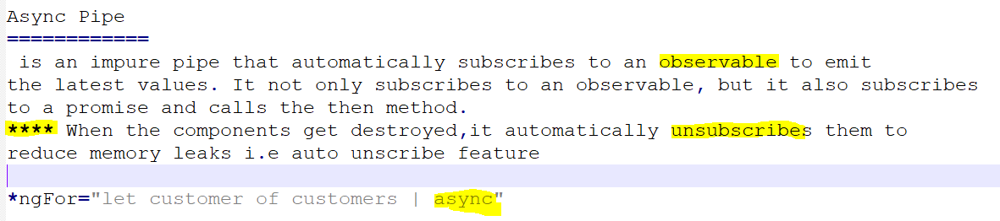 Async Pipe
============
is an impure pipe that automatically subscribes to an observable to emit
the latest values. It not only subscribes to an observable, but it also subscribes
to a promise and calls the then method.
**** When the components get destroyed,it automatically unsubscribes them to
reduce memory leaks i.e auto unscribe feature
*ngFor="let customer of customers | async"